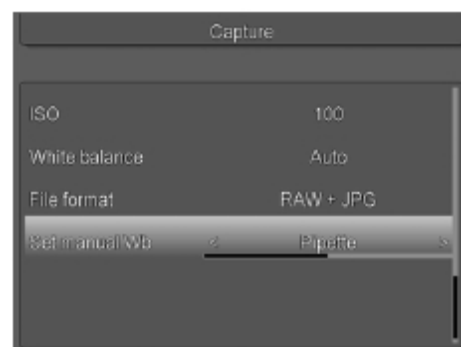 Capture
ISO 100
White balance Auto
File format RAW + JPG
Set manual Wb < Pipette >